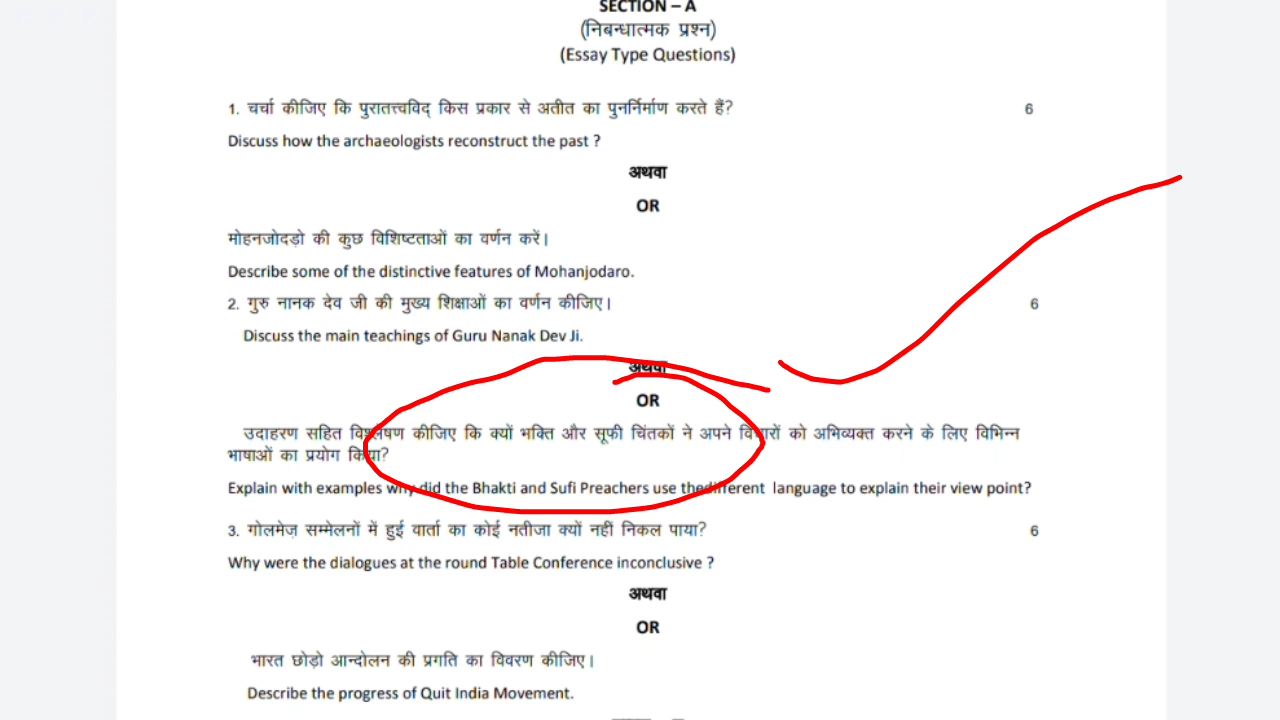 SECTION – A
(निबन्धात्मक प्रश्न)
(Essay Type Questions)
1. चर्चा कीजिए कि पुरातत्त्वविद् किस प्रकार से अतीत का पुनर्निर्माण करते हैं? 6
Discuss how the archaeologists reconstruct the past ?
अथवा
OR
मोहनजोदड़ो की कुछ विशिष्टताओं का वर्णन करें।
Describe some of the distinctive features of Mohanjodaro.
2. गुरु नानक देव जी की मुख्य शिक्षाओं का वर्णन कीजिए। 6
Discuss the main teachings of Guru Nanak Dev Ji.
अथवा
OR
उदाहरण सहित विश्लेषण कीजिए कि क्यों भक्ति और सूफी चिंतकों ने अपने विचारों को अभिव्यक्त करने के लिए विभिन्न
भाषाओं का प्रयोग किया?
Explain with examples why did the Bhakti and Sufi Preachers use thedifferent language to explain their view point?
3. गोलमेज़ सम्मेलनों में हुई वार्ता का कोई नतीजा क्यों नहीं निकल पाया? 6
Why were the dialogues at the round Table Conference inconclusive ?
अथवा
OR
भारत छोड़ो आन्दोलन की प्रगति का विवरण कीजिए।
Describe the progress of Quit India Movement.